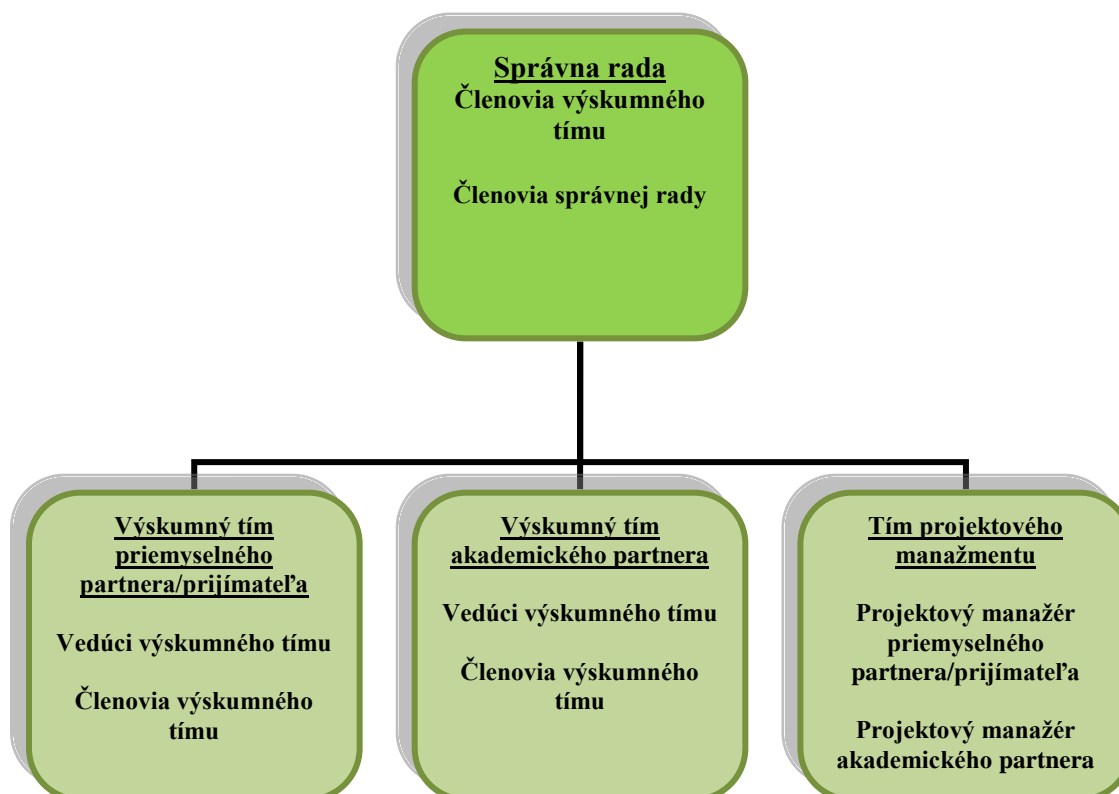 Správna rada
Členovia výskumného
tímu
Členovia správnej rady
Výskumný tím
priemyselného
partnera/prijímateľa
Vedúci výskumného tímu
Členovia výskumného
tímu
Výskumný tím
akademického partnera
Vedúci výskumného tímu
Členovia výskumného
tímu
Tím projektového
manažmentu
Projektový manažér
priemyselného
partnera/prijímateľa
Projektový manažér
akademického partnera